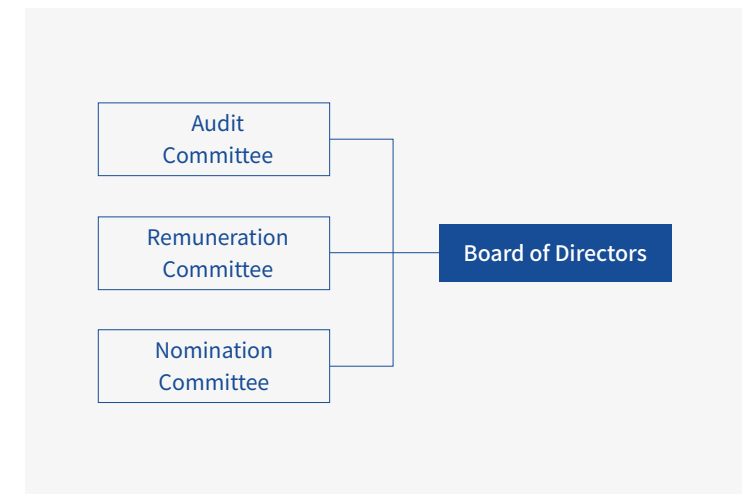 Audit
Committee
Remuneration
Committee
Board of Directors
Nomination
Committee